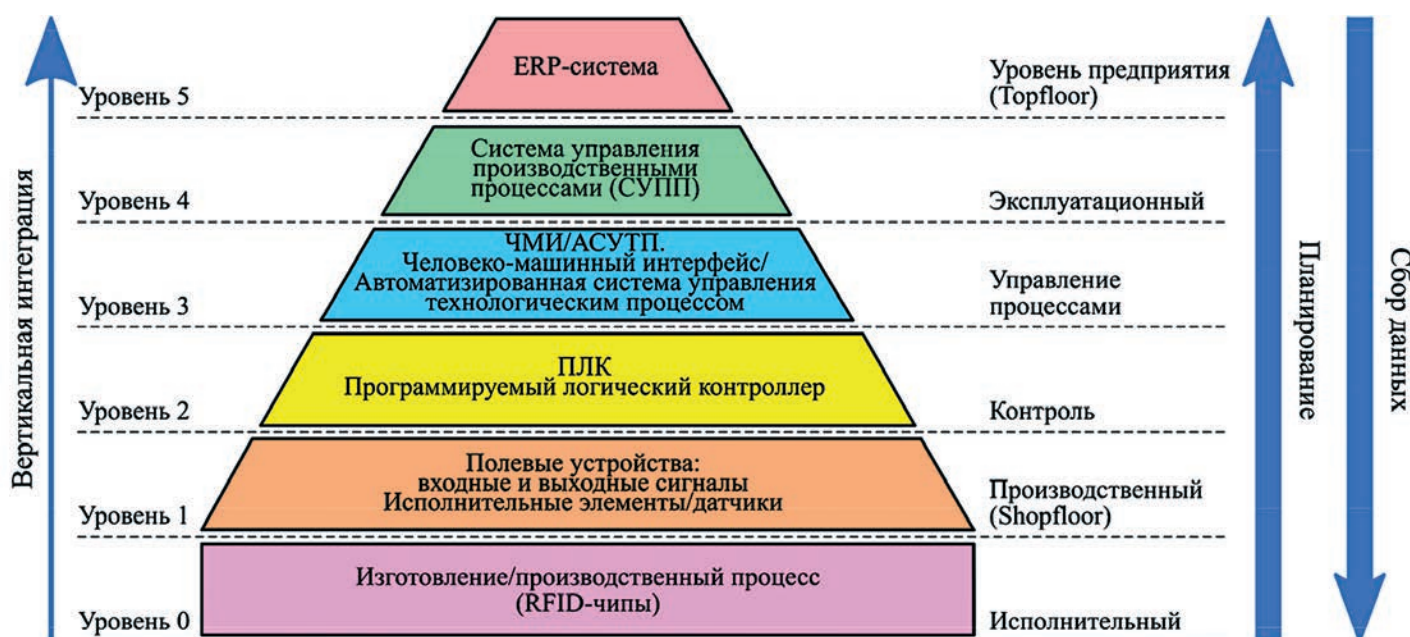 ERP-система
Уровень 5
Уровень предприятия
(Topfloor)
Система управления
производственными
процессами (СУПП)
Уровень 4
Эксплуатационный
ЧМИ/АСУТП.
Человеко-машинный интерфейс/
Автоматизированная система управления
технологическим процессом
Уровень 3
Управление
процессами
ПЛК
Программируемый логический контроллер
Уровень 2
Контроль
Полевые устройства:
входные и выходные сигналы
Исполнительные элементы/датчики
Уровень 1
Производственный
(Shopfloor)
Изготовление/производственный процесс
(RFID-чипы)
Уровень 0
Исполнительный
Вертикальная интеграция
Планирование
Сбор данных